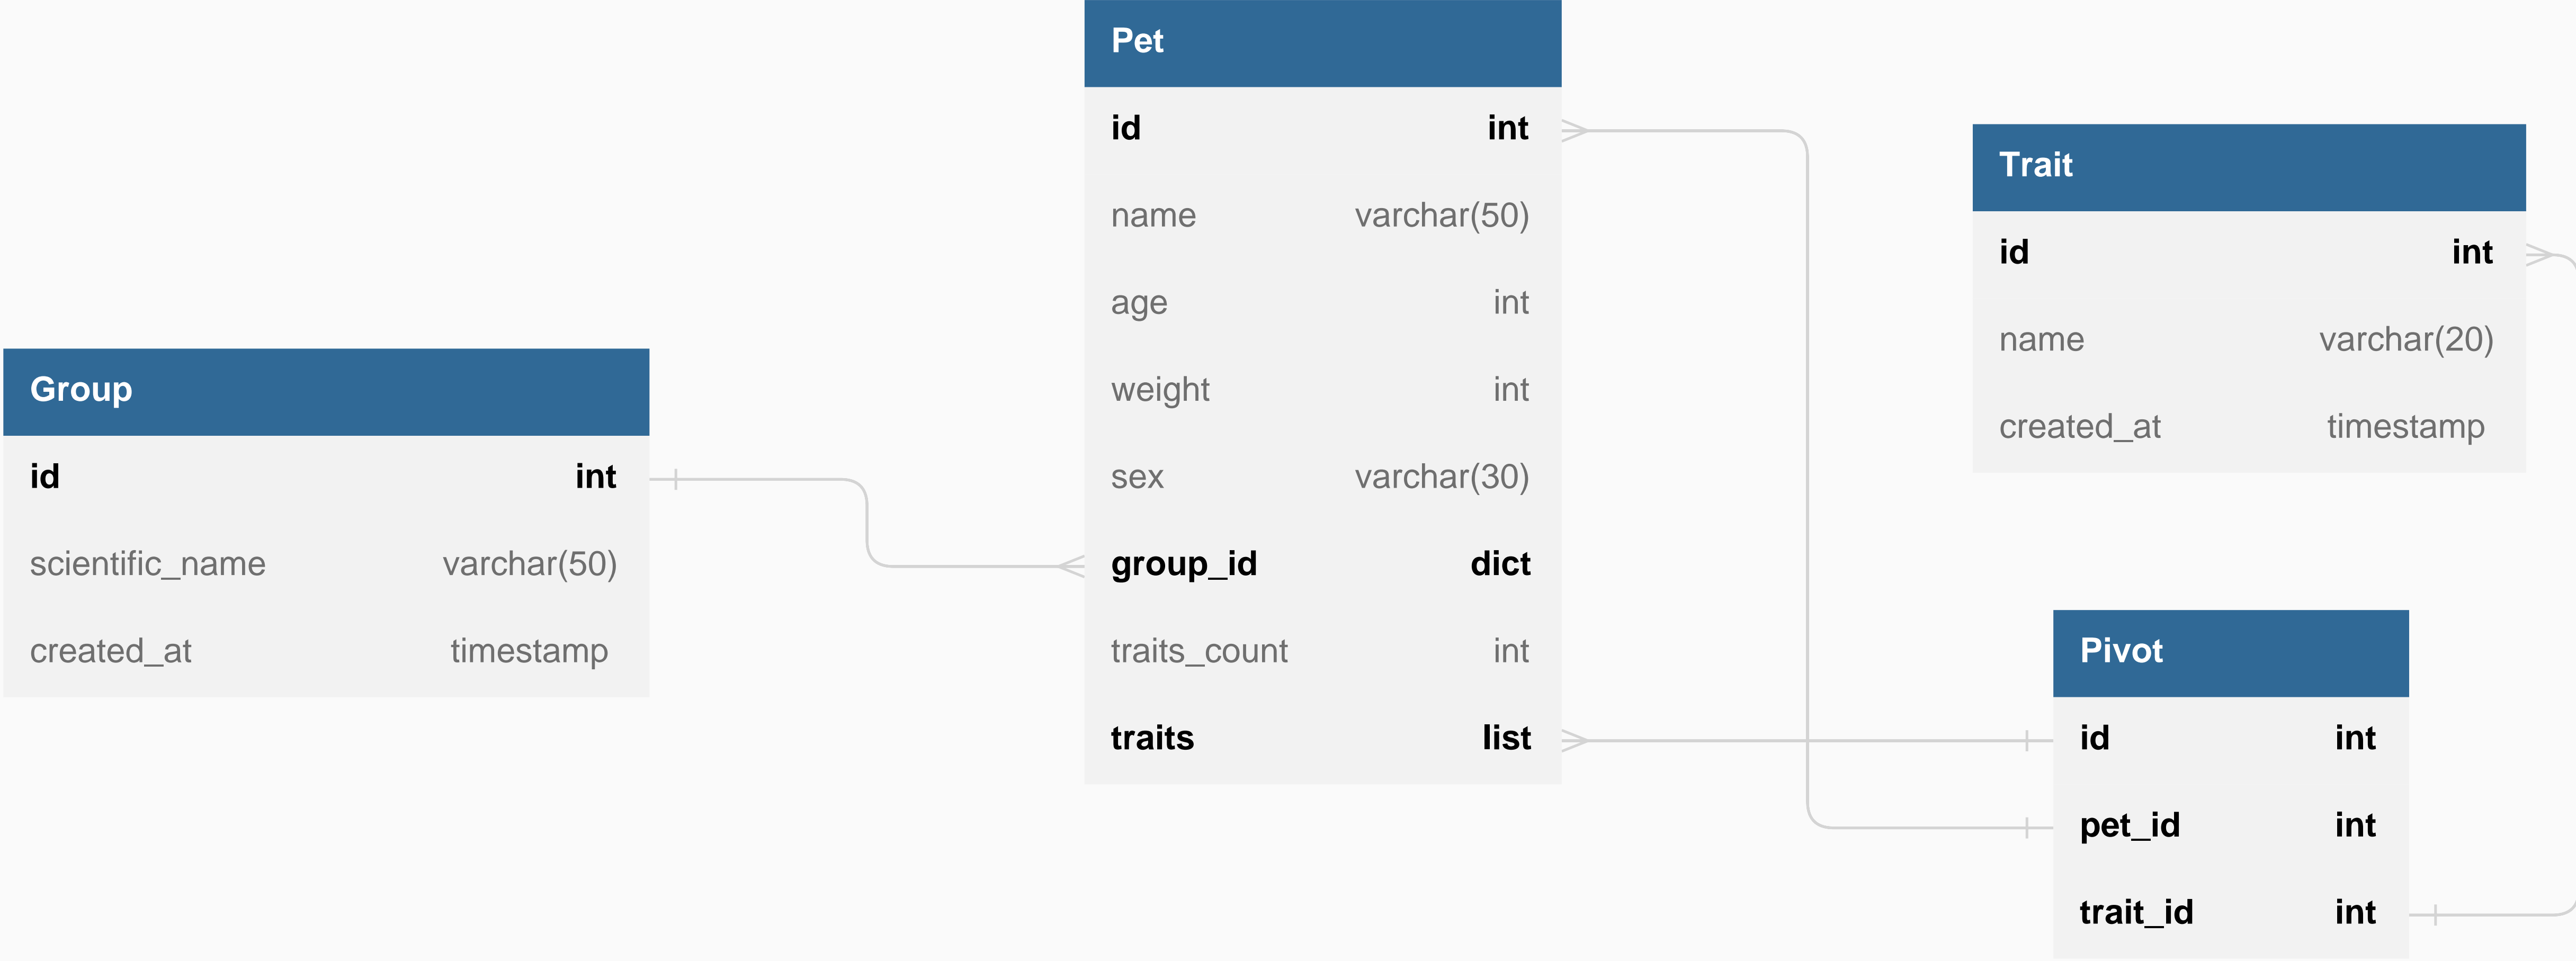 Pet
id int
name varchar(50)
age int
weight int
sex varchar(30)
group_id dict
traits_count int
traits list
Trait
id int
name varchar(20)
created_at timestamp
Group
id int
scientific_name varchar(50)
created_at timestamp
Pivot
id int
pet_id int
trait_id int